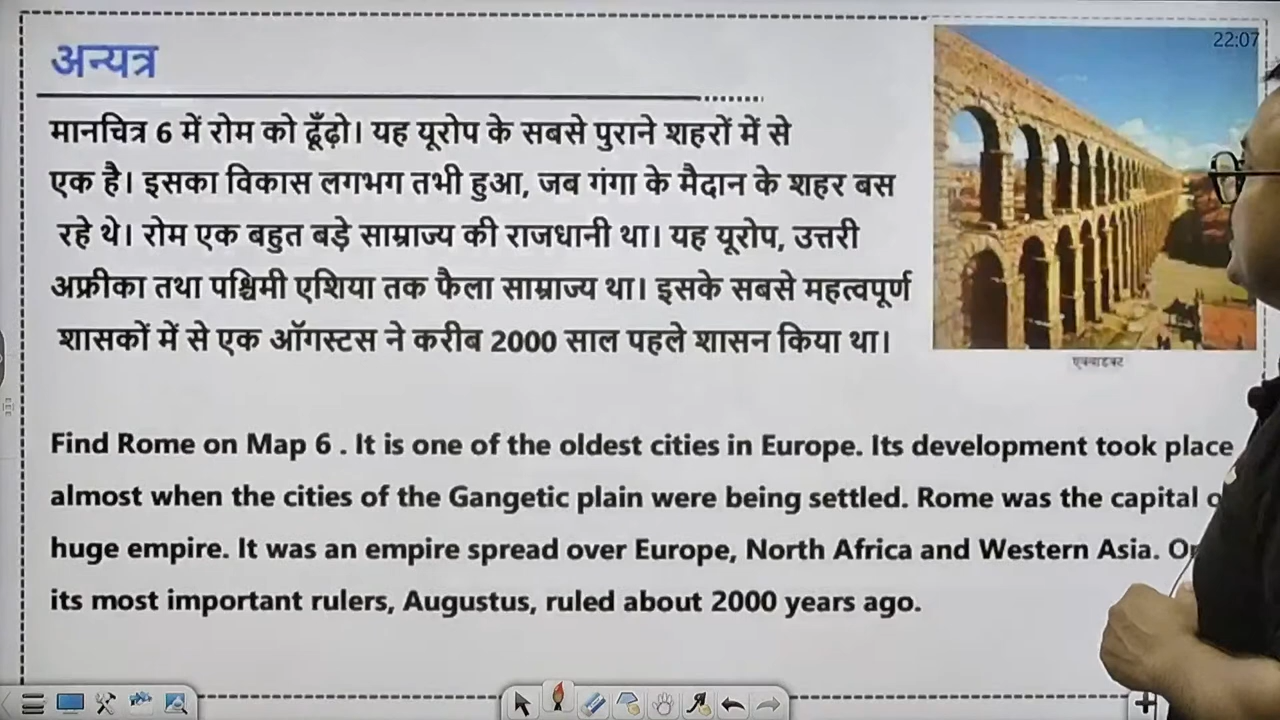 22:07
अन्यत्र
मानचित्र 6 में रोम को ढूँढ़ो। यह यूरोप के सबसे पुराने शहरों में से
एक है। इसका विकास लगभग तभी हुआ, जब गंगा के मैदान के शहर बस
रहे थे। रोम एक बहुत बड़े साम्राज्य की राजधानी था। यह यूरोप, उत्तरी
अफ्रीका तथा पश्चिमी एशिया तक फैला साम्राज्य था। इसके सबसे महत्वपूर्ण
शासकों में से एक ऑगस्टस ने करीब 2000 साल पहले शासन किया था।
एक्वाडक्ट
Find Rome on Map 6 . It is one of the oldest cities in Europe. Its development took place
almost when the cities of the Gangetic plain were being settled. Rome was the capital
huge empire. It was an empire spread over Europe, North Africa and Western Asia.
its most important rulers, Augustus, ruled about 2000 years ago.